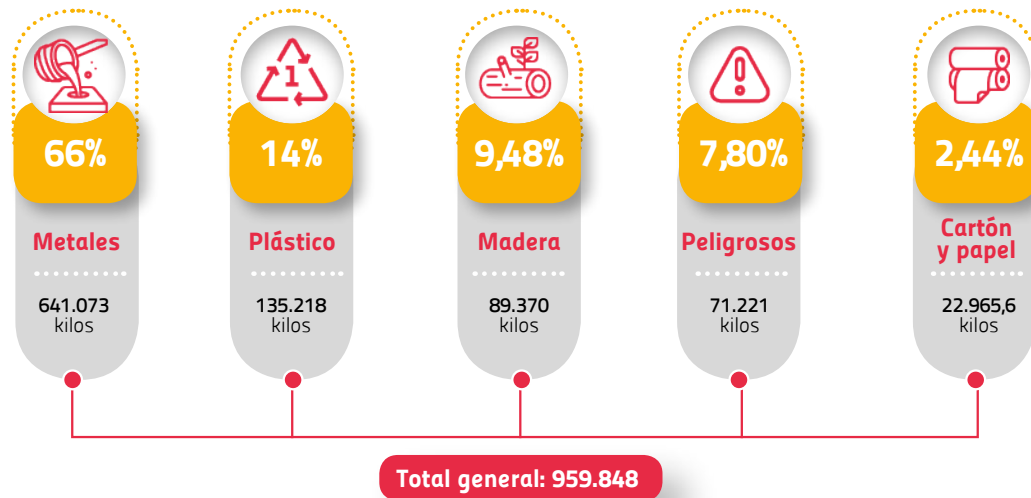 1
66%
Metales
641.073
kilos
14%
Plástico
135.218
kilos
9,48%
Madera
89.370
kilos
7,80%
Peligrosos
71.221
kilos
2,44%
Cartón
y papel
22.965,6
kilos
Total general: 959.848